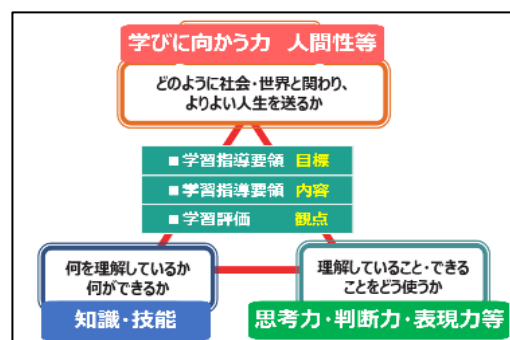 学びに向かう力 人間性等
どのように社会・世界と関わり、
よりよい人生を送るか
■学習指導要領 目標
■学習指導要領 内容
■学習評価 観点
何を理解しているか
何ができるか
知識・技能
理解していること・できる
ことをどう使うか
思考力・判断力・表現力等